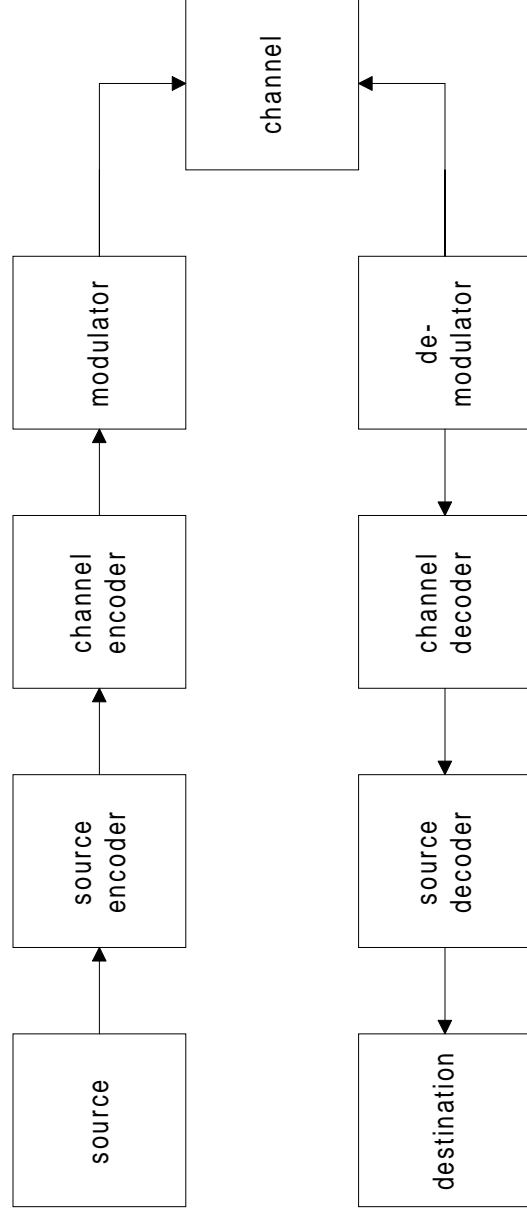 source
source
encoder
channel
encoder
modulator
channel
de-
modulator
channel
decoder
source
decoder
destination